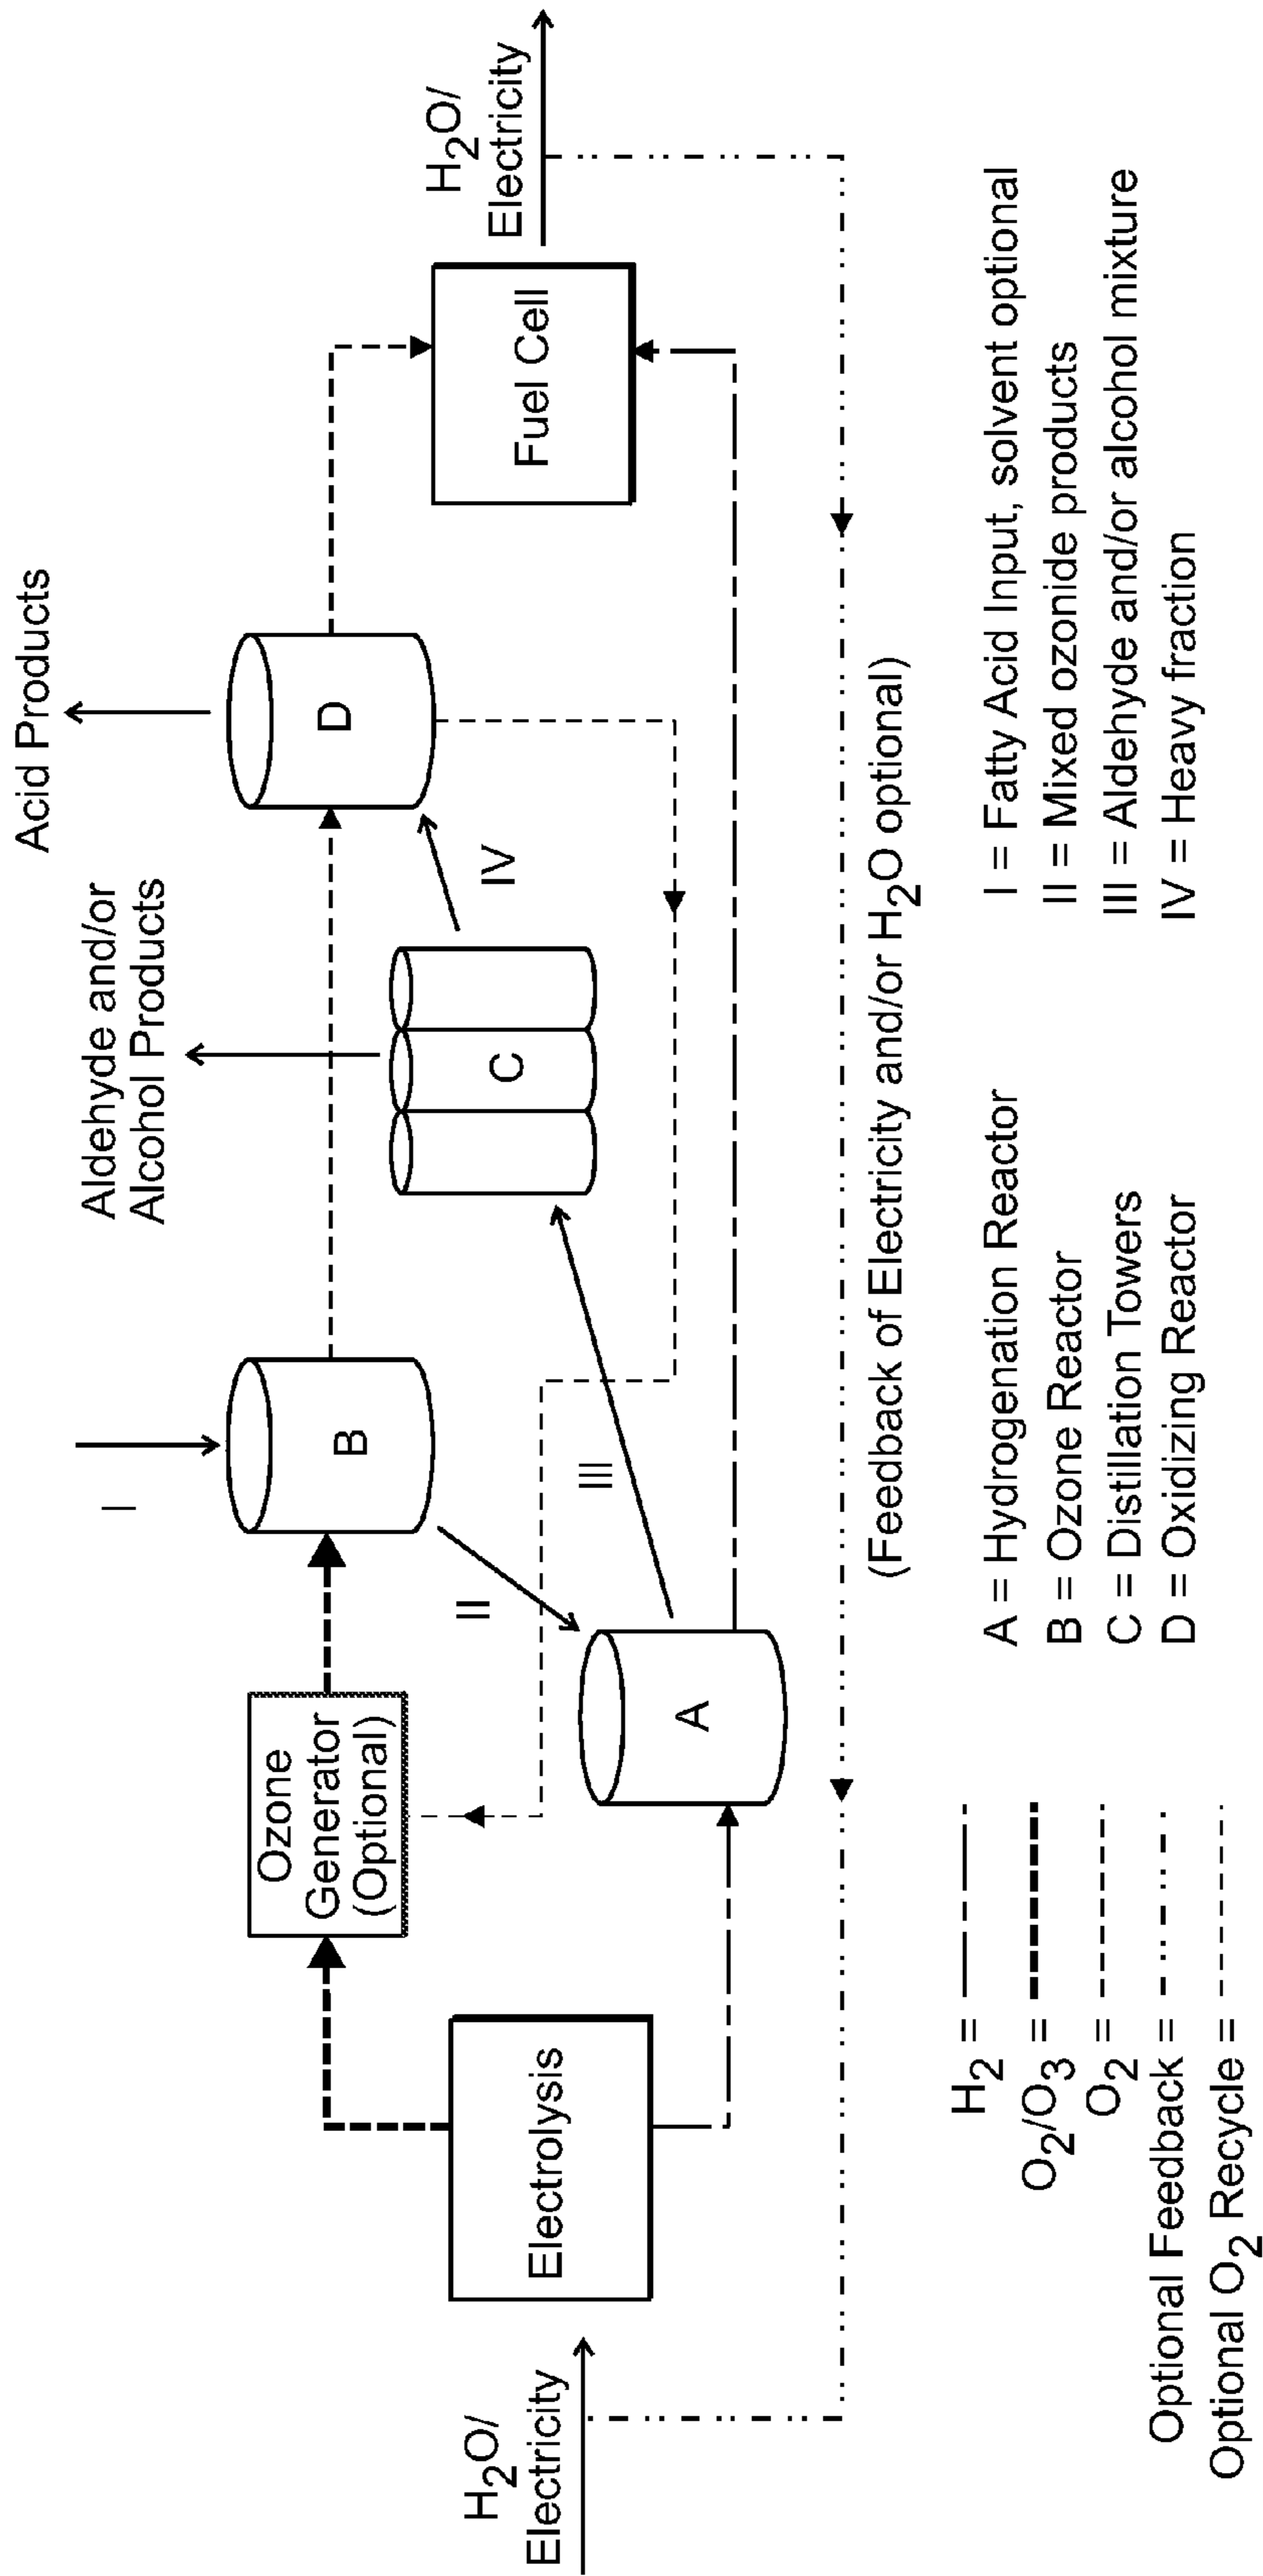 Acid Products
Aldehyde and/or
Alcohol Products
I
Ozone
Generator
(Optional)
B
D
H₂O/
Electricity
Fuel Cell
II
III
C
IV
Electrolysis
A
H₂O/
Electricity
(Feedback of Electricity and/or H₂O optional)
H₂ =
O₂/O₃ =
O₂ =
Optional Feedback =
Optional O₂ Recycle =
A = Hydrogenation Reactor
B = Ozone Reactor
C = Distillation Towers
D = Oxidizing Reactor
I = Fatty Acid Input, solvent optional
II = Mixed ozonide products
III = Aldehyde and/or alcohol mixture
IV = Heavy fraction